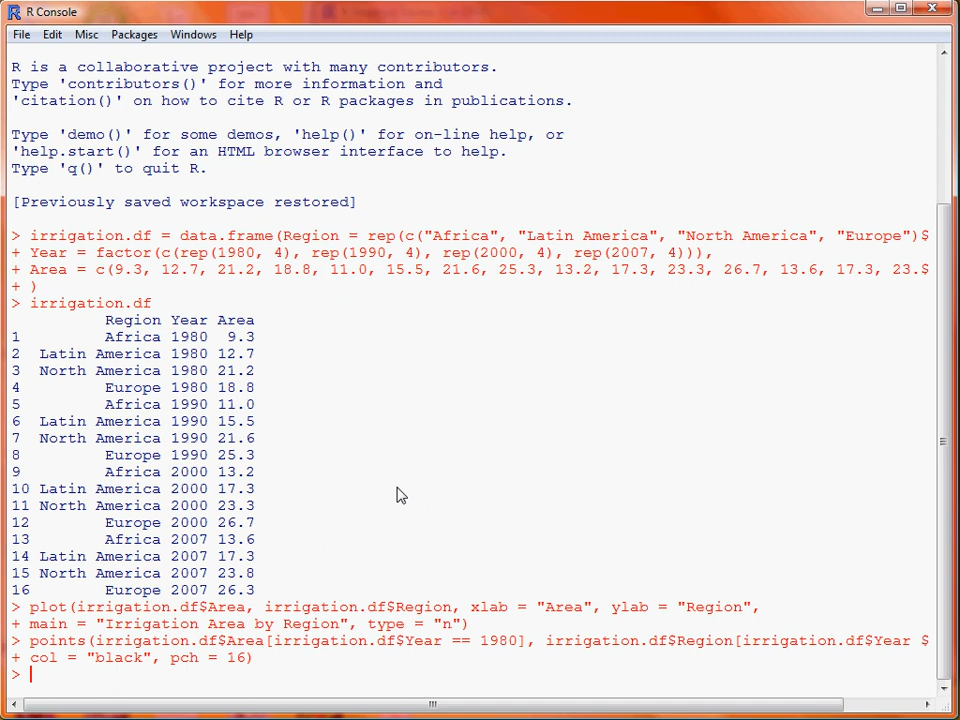 R Console
File Edit Misc Packages Windows Help
R is a collaborative project with many contributors.
Type 'contributors()' for more information and
'citation()' on how to cite R or R packages in publications.
Type 'demo()' for some demos, 'help()' for on-line help, or
'help.start()' for an HTML browser interface to help.
Type 'q()' to quit R.
[Previously saved workspace restored]
> irrigation.df = data.frame(Region = rep(c("Africa", "Latin America", "North America", "Europe")$
+ Year = factor(c(rep(1980, 4), rep(1990, 4), rep(2000, 4), rep(2007, 4))),
+ Area = c(9.3, 12.7, 21.2, 18.8, 11.0, 15.5, 21.6, 25.3, 13.2, 17.3, 23.3, 26.7, 13.6, 17.3, 23.$
+ )
> irrigation.df
Region Year Area
1 Africa 1980 9.3
2 Latin America 1980 12.7
3 North America 1980 21.2
4 Europe 1980 18.8
5 Africa 1990 11.0
6 Latin America 1990 15.5
7 North America 1990 21.6
8 Europe 1990 25.3
9 Africa 2000 13.2
10 Latin America 2000 17.3
11 North America 2000 23.3
12 Europe 2000 26.7
13 Africa 2007 13.6
14 Latin America 2007 17.3
15 North America 2007 23.8
16 Europe 2007 26.3
> plot(irrigation.df$Area, irrigation.df$Region, xlab = "Area", ylab = "Region",
+ main = "Irrigation Area by Region", type = "n")
> points(irrigation.df$Area[irrigation.df$Year == 1980], irrigation.df$Region[irrigation.df$Year $
+ col = "black", pch = 16)
>